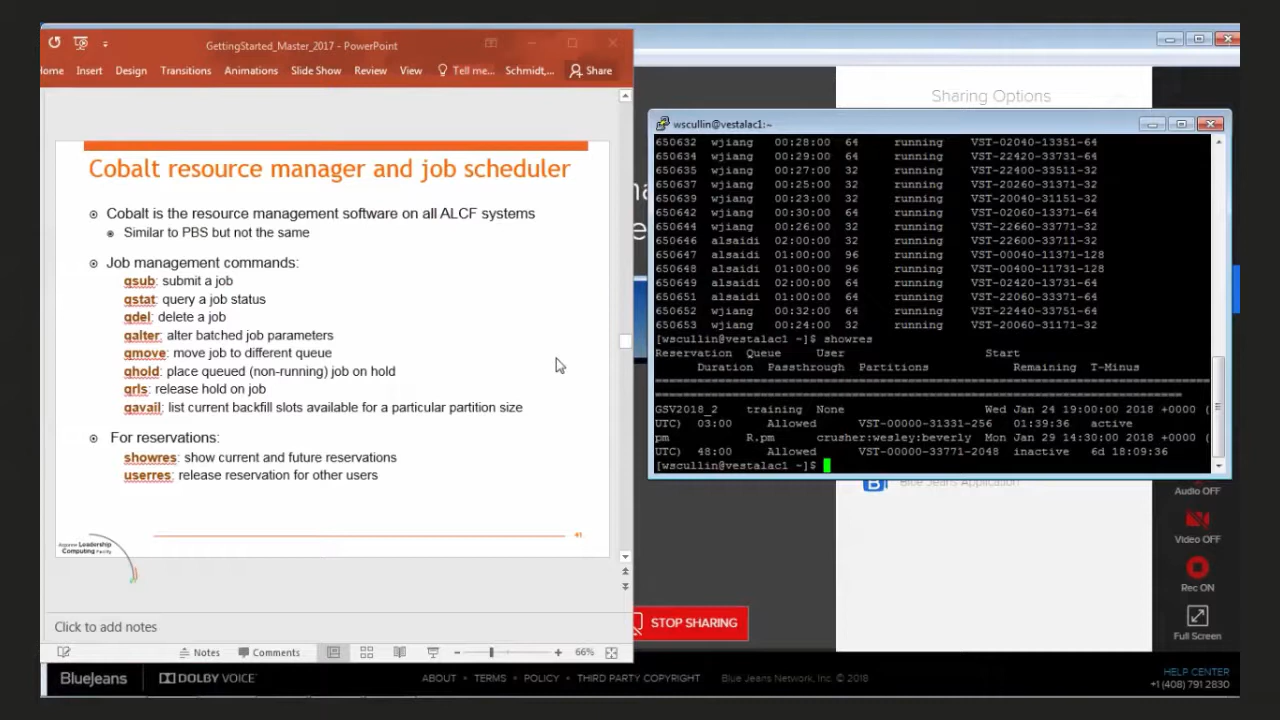 GettingStarted_Master_2017 - PowerPoint
ome Insert Design Transitions Animations Slide Show Review View Tell me... Schmidt,... Share
Cobalt resource manager and job scheduler
Cobalt is the resource management software on all ALCF systems
Similar to PBS but not the same
Job management commands:
qsub: submit a job
qstat: query a job status
qdel: delete a job
qalter: alter batched job parameters
qmove: move job to different queue
qhold: place queued (non-running) job on hold
qrls: release hold on job
qavail: list current backfill slots available for a particular partition size
For reservations:
showres: show current and future reservations
userres: release reservation for other users
Argonne Leadership
Computing Facility
41
Click to add notes
Notes Comments 66%
Sharing Options
wscullin@vestalac1:~
650632 wjiang 00:28:00 64 running VST-02040-13351-64
650634 wjiang 00:29:00 64 running VST-22420-33731-64
650635 wjiang 00:27:00 32 running VST-22400-33511-32
650637 wjiang 00:25:00 32 running VST-20260-31371-32
650639 wjiang 00:23:00 32 running VST-20040-31151-32
650642 wjiang 00:30:00 64 running VST-02060-13371-64
650644 wjiang 00:26:00 32 running VST-22660-33771-32
650646 alsaidi 02:00:00 32 running VST-22640-33751-32
650647 alsaidi 01:00:00 96 running VST-00040-11371-128
650648 alsaidi 01:00:00 96 running VST-00400-11731-128
650649 alsaidi 02:00:00 64 running VST-02420-13731-64
650651 alsaidi 01:00:00 64 running VST-22060-33371-64
650652 wjiang 00:32:00 64 running VST-22440-33751-64
650653 wjiang 00:24:00 32 running VST-20060-31171-32
[wscullin@vestalac1 ~]$ showres
Reservation Queue User Start
Duration Passthrough Partitions Remaining T-Minus
================================================================================
==========================================================================
GSV2018_2 training None Wed Jan 24 19:00:00 2018 +0000 (
UTC) 03:00 Allowed VST-00000-31331-256 01:39:36 active
pm R.pm crusher:wesley:beverly Mon Jan 29 14:30:00 2018 +0000 (
UTC) 48:00 Allowed VST-00000-33771-2048 inactive 6d 18:09:36
[wscullin@vestalac1 ~]$
Blue Jeans Application
Audio OFF
Video OFF
Rec ON
Full Screen
STOP SHARING
BlueJeans DOLBY VOICE ABOUT • TERMS • POLICY • THIRD PARTY COPYRIGHT Blue Jeans Network, Inc. © 2018
HELP CENTER
+1 (408) 791 2830